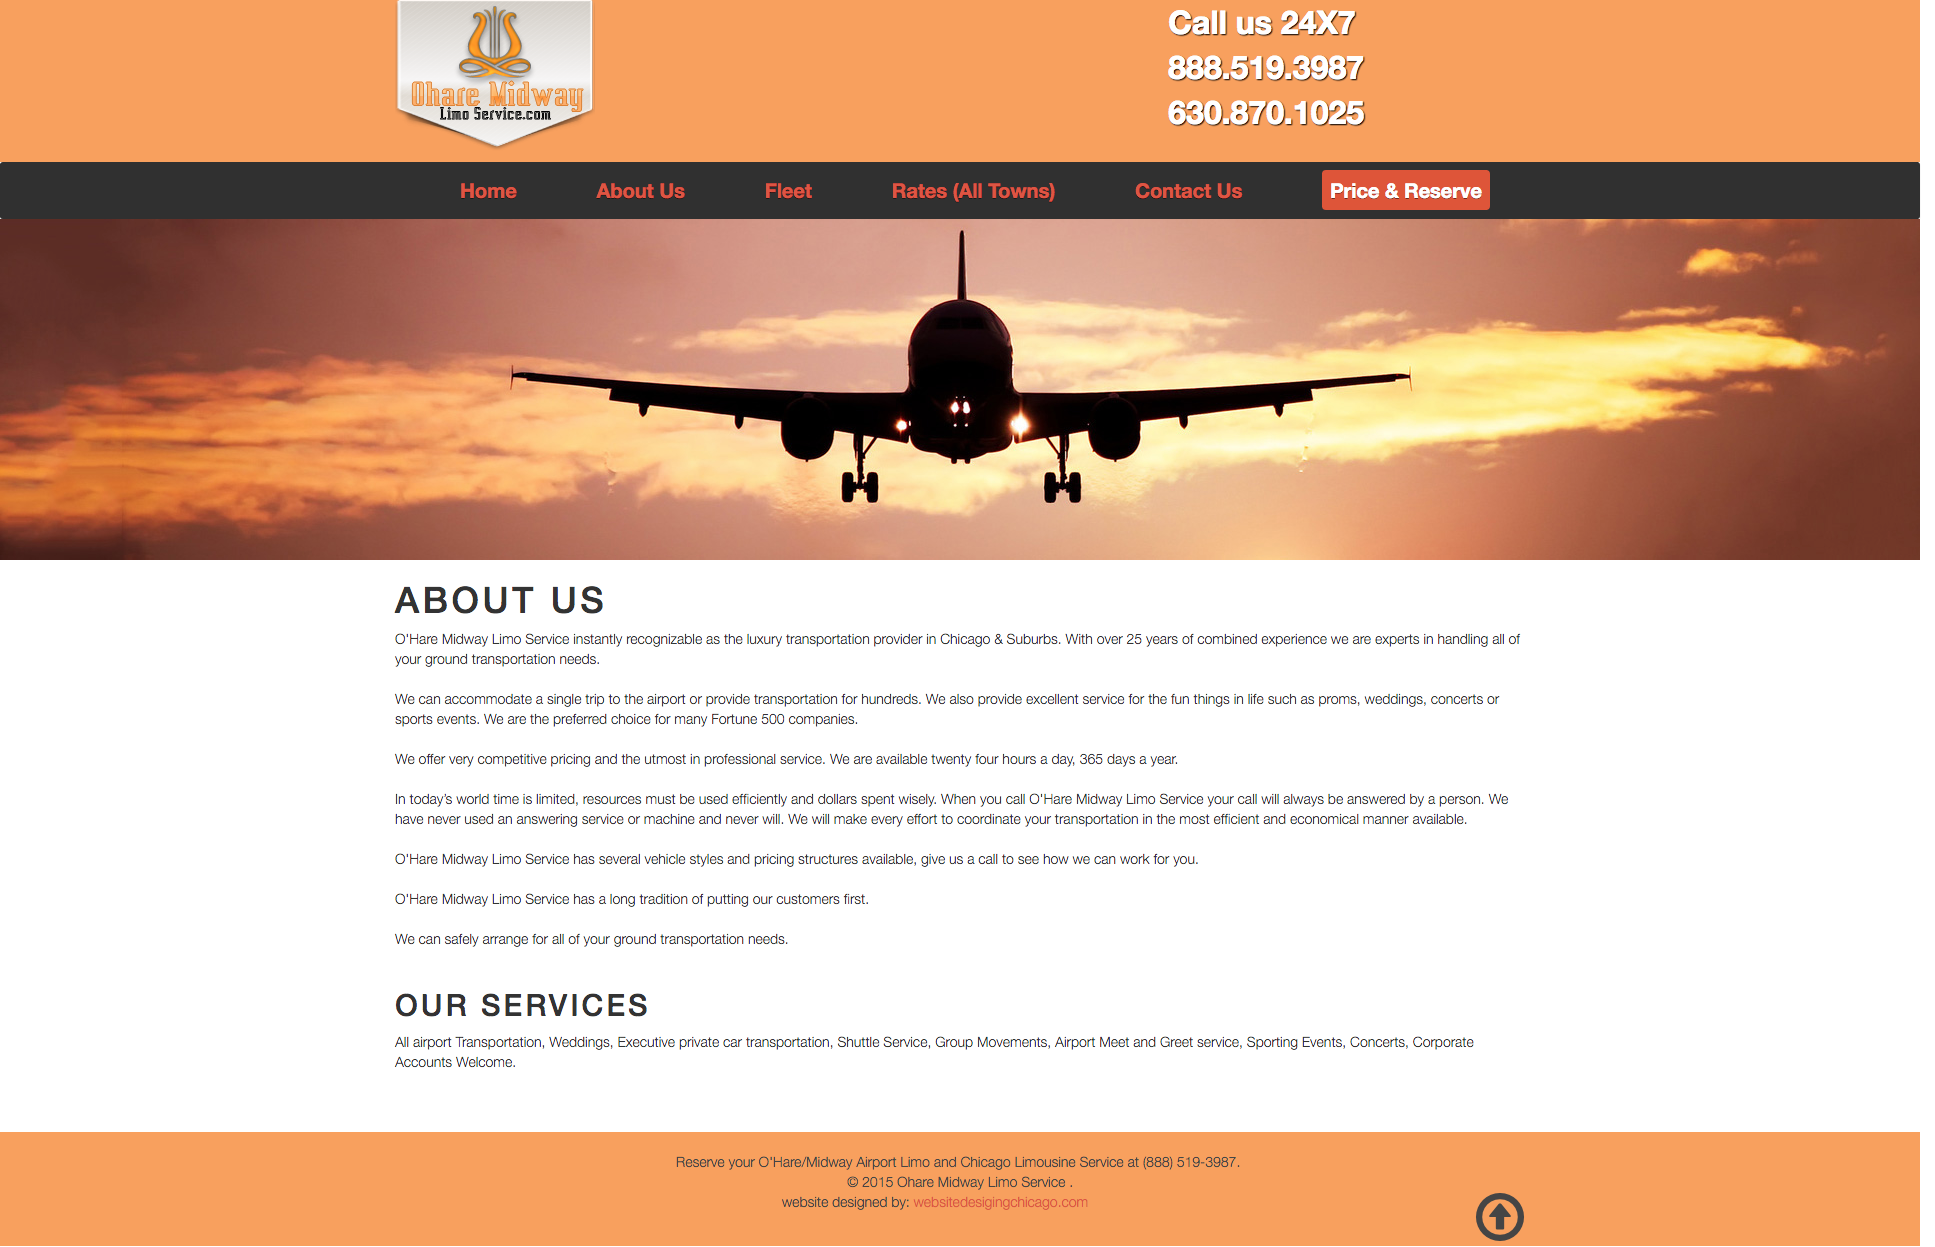 Ohare Midway
Limo Service.com
Call us 24X7
888.519.3987
630.870.1025
Home
About Us
Fleet
Rates (All Towns)
Contact Us
Price & Reserve
ABOUT US
O'Hare Midway Limo Service instantly recognizable as the luxury transportation provider in Chicago & Suburbs. With over 25 years of combined experience we are experts in handling all of
your ground transportation needs.
We can accommodate a single trip to the airport or provide transportation for hundreds. We also provide excellent service for the fun things in life such as proms, weddings, concerts or
sports events. We are the preferred choice for many Fortune 500 companies.
We offer very competitive pricing and the utmost in professional service. We are available twenty four hours a day, 365 days a year.
In today's world time is limited, resources must be used efficiently and dollars spent wisely. When you call O'Hare Midway Limo Service your call will always be answered by a person. We
have never used an answering service or machine and never will. We will make every effort to coordinate your transportation in the most efficient and economical manner available.
O'Hare Midway Limo Service has several vehicle styles and pricing structures available, give us a call to see how we can work for you.
O'Hare Midway Limo Service has a long tradition of putting our customers first.
We can safely arrange for all of your ground transportation needs.
OUR SERVICES
All airport Transportation, Weddings, Executive private car transportation, Shuttle Service, Group Movements, Airport Meet and Greet service, Sporting Events, Concerts, Corporate
Accounts Welcome.
Reserve your O'Hare/Midway Airport Limo and Chicago Limousine Service at (888) 519-3987.
© 2015 Ohare Midway Limo Service .
website designed by: websitedesigingchicago.com